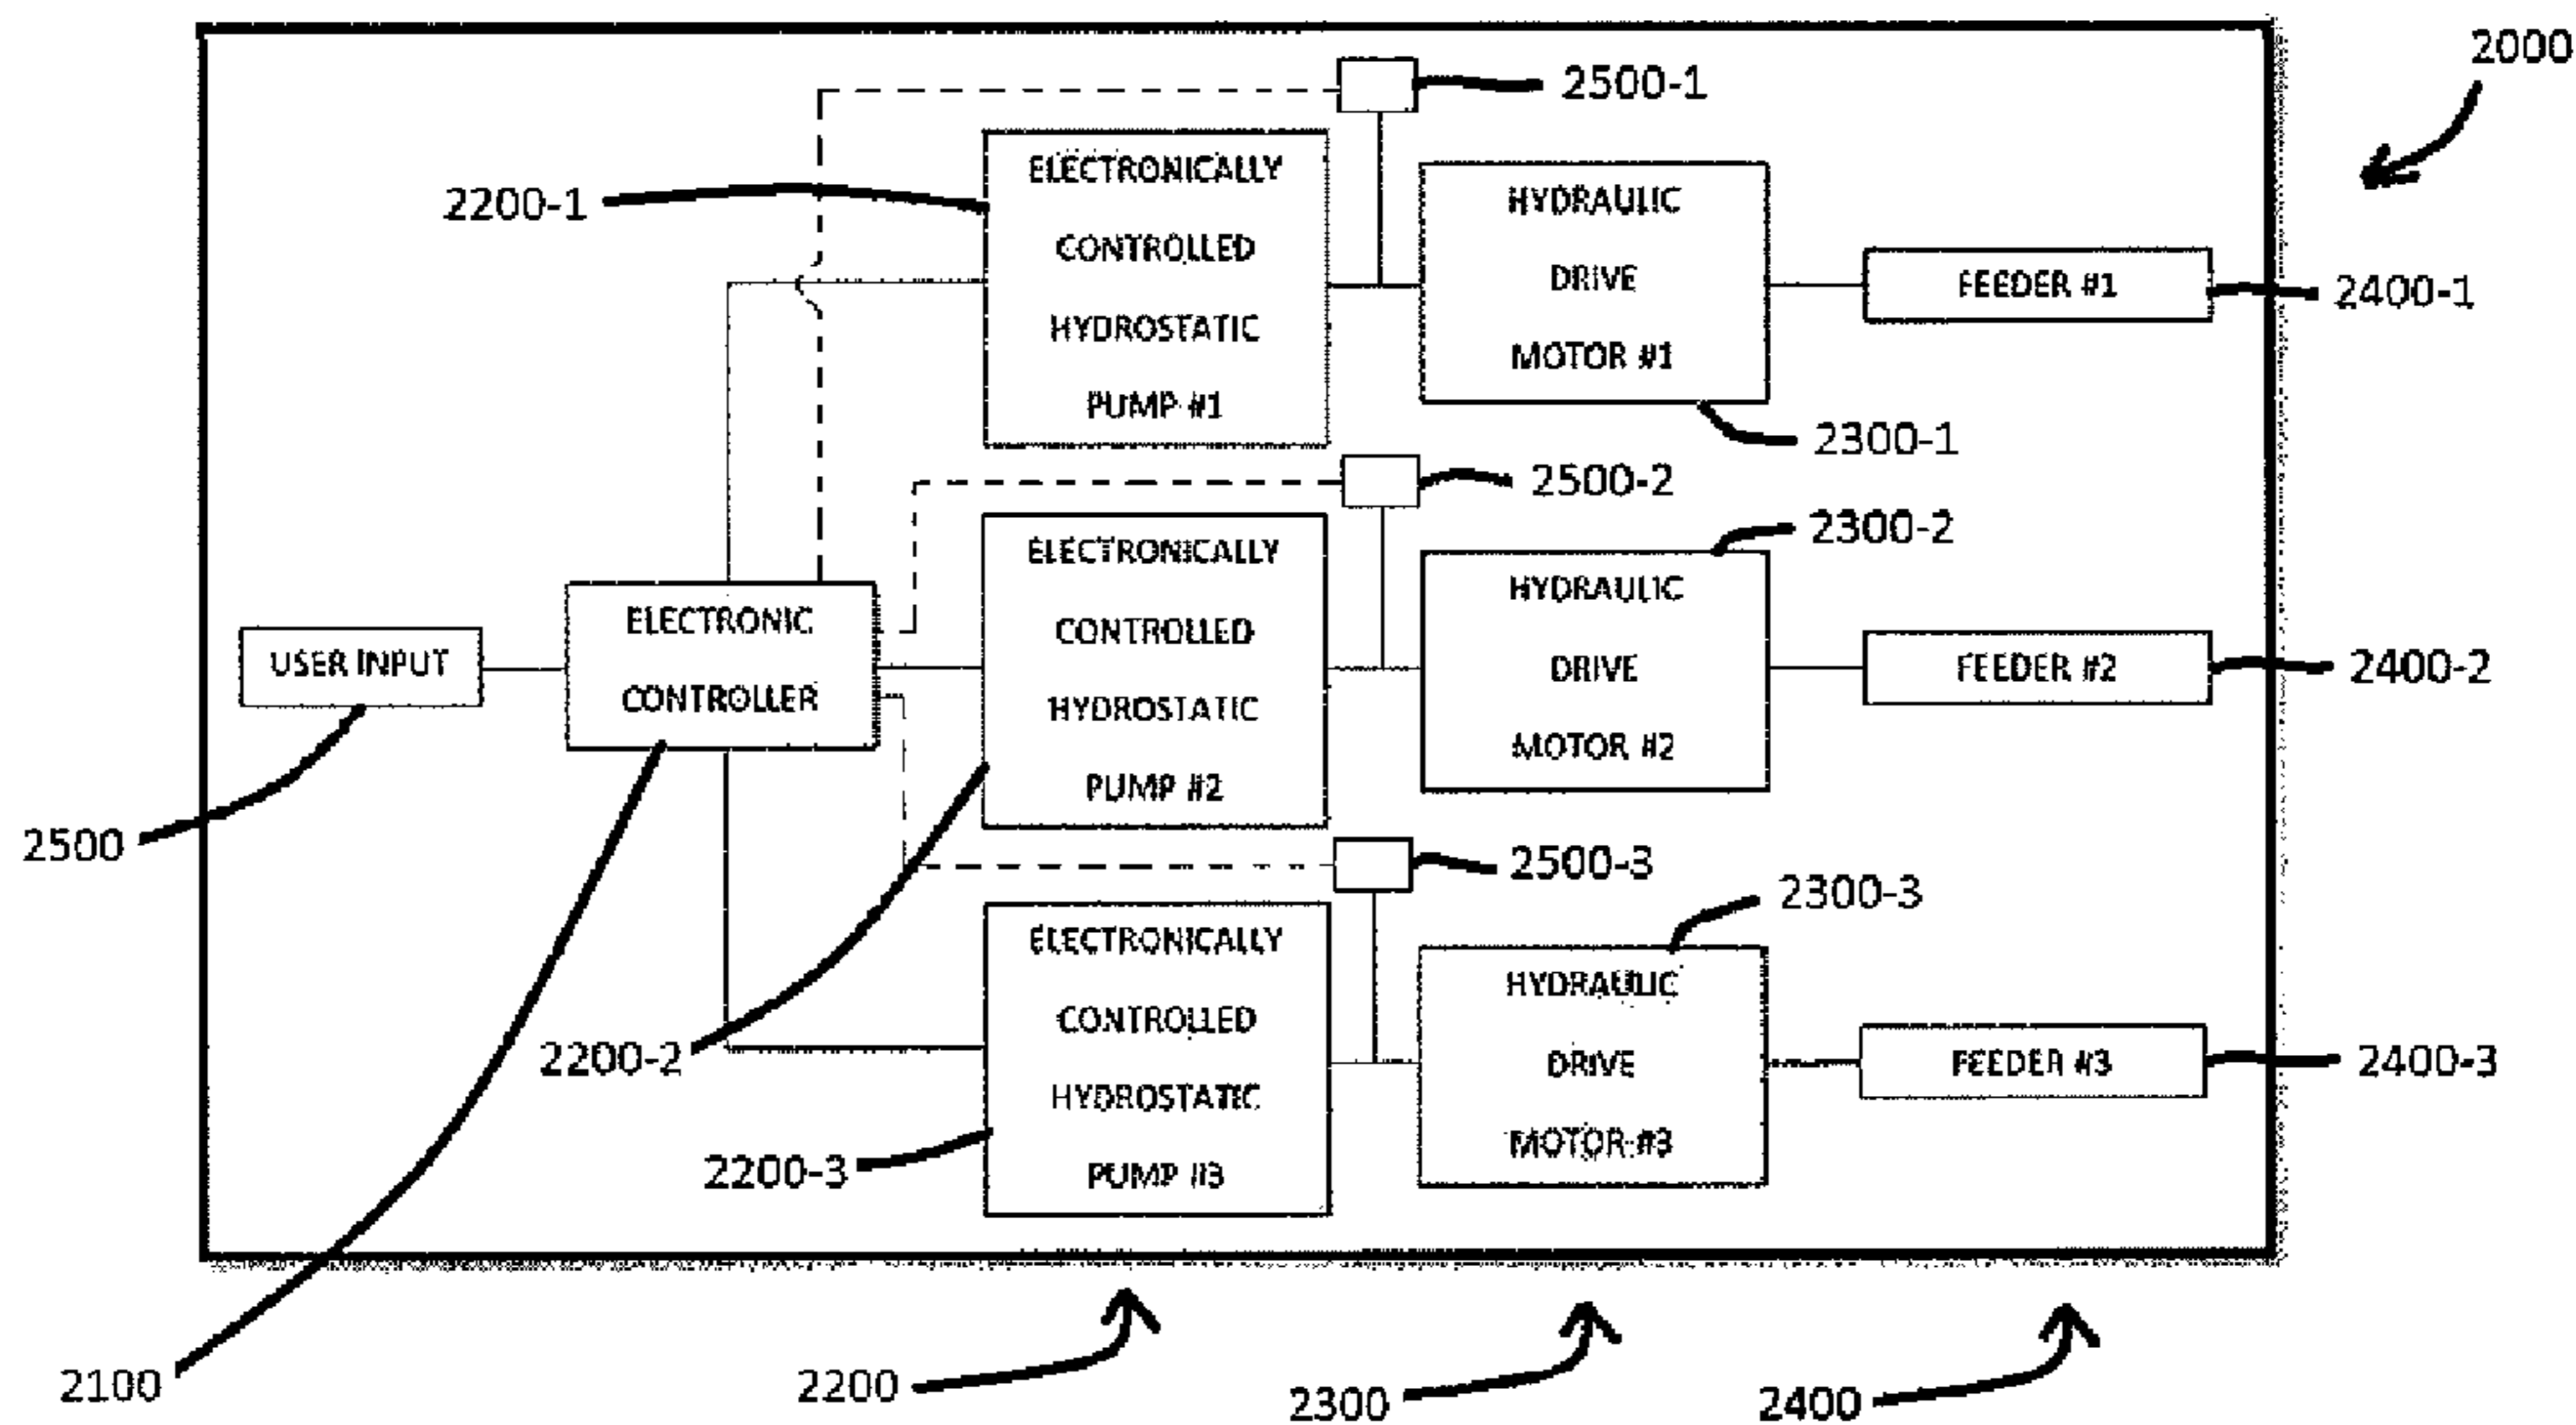 2000
2500-1
ELECTRONICALLY
CONTROLLED
HYDROSTATIC
PUMP #1
2200-1
HYDRAULIC
DRIVE
MOTOR #1
FEEDER #1
2400-1
2300-1
2500-2
2300-2
ELECTRONICALLY
CONTROLLED
HYDROSTATIC
PUMP #2
HYDRAULIC
DRIVE
MOTOR #2
USER INPUT
ELECTRONIC
CONTROLLER
FEEDER #2
2400-2
2500
2500-3
2300-3
ELECTRONICALLY
CONTROLLED
HYDROSTATIC
PUMP #3
HYDRAULIC
DRIVE
MOTOR #3
FEEDER #3
2400-3
2200-2
2200-3
2100
2200
2300
2400